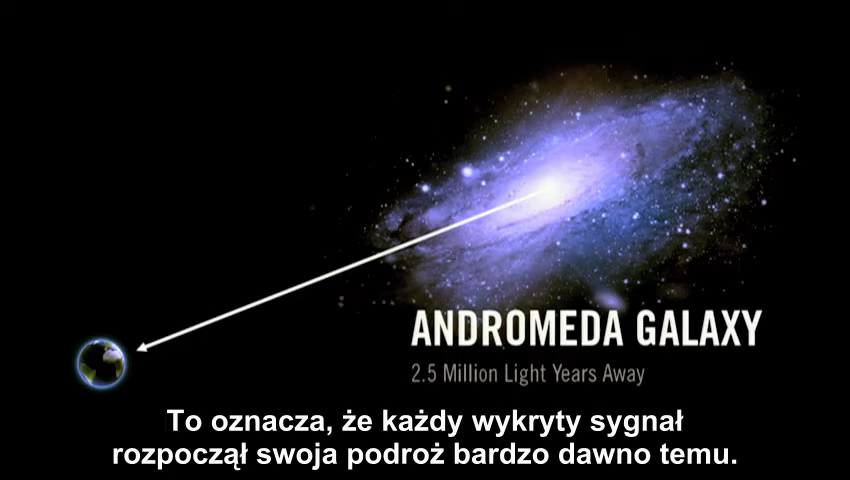 ANDROMEDA GALAXY
2.5 Million Light Years Away
To oznacza, że każdy wykryty sygnał
rozpoczął swoja podroż bardzo dawno temu.